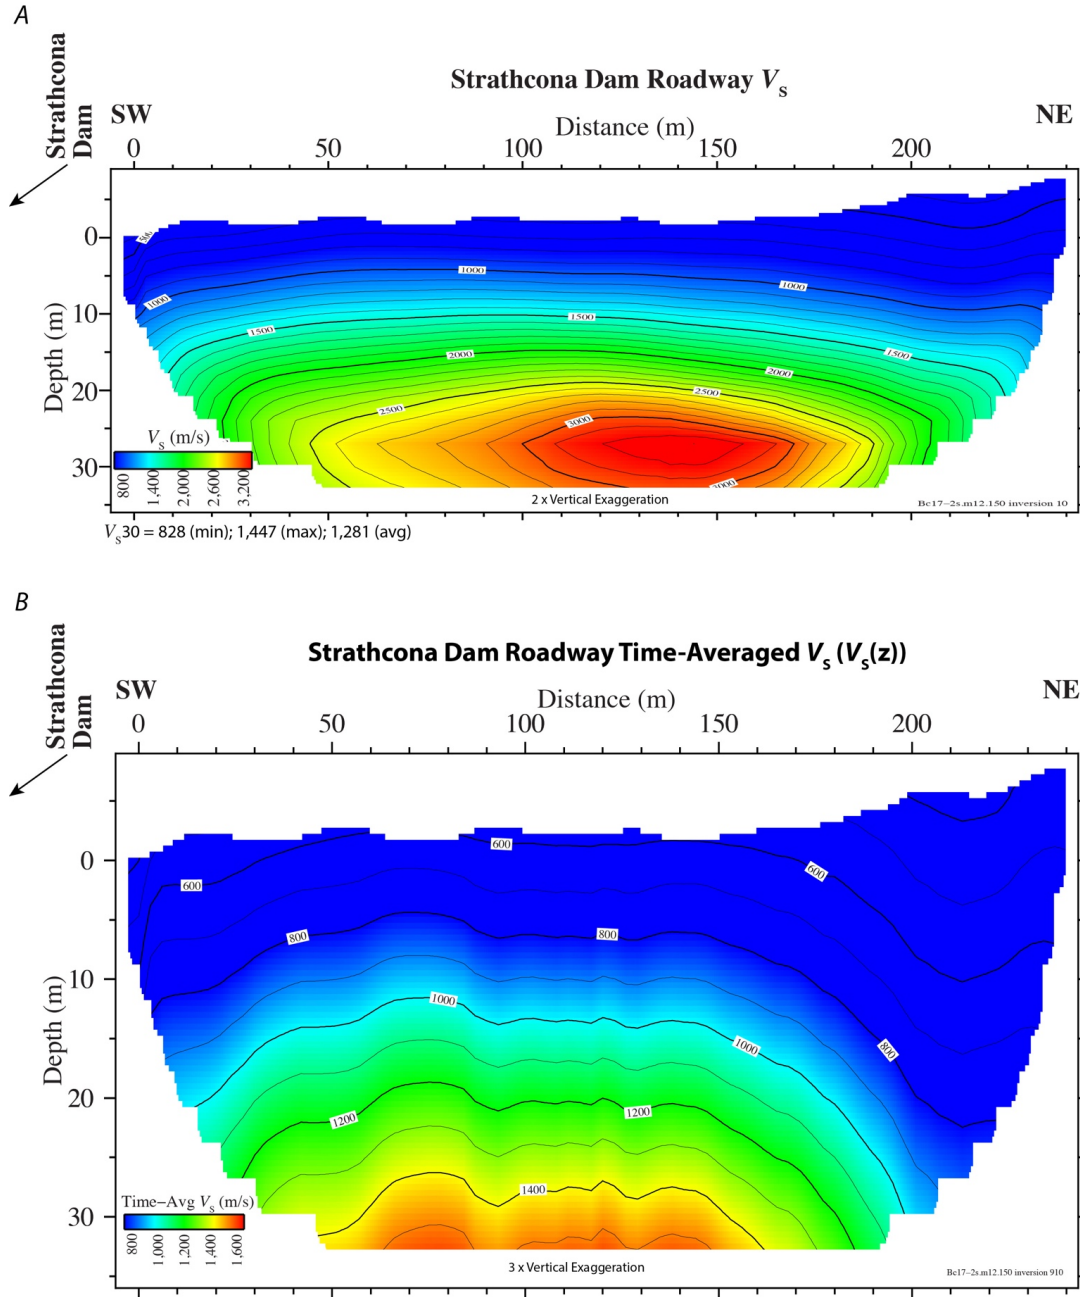 A
Strathcona
Dam
Strathcona Dam Roadway Vs
SW
NE
Distance (m)
0 50 100 150 200
Depth (m)
0
10
20
30
500
1000
1000
1000
1500
1500
1500
2000
2000
2500
2500
3000
3000
Vs (m/s)
800 1,400 2,000 2,600 3,200
2 x Vertical Exaggeration
Bc17-2s.m12.150 inversion 10
Vs30 = 828 (min); 1,447 (max); 1,281 (avg)
B
Strathcona
Dam
Strathcona Dam Roadway Time-Averaged Vs (Vs(z))
SW
NE
Distance (m)
0 50 100 150 200
Depth (m)
0
10
20
30
600
600
600
800
800
800
1000
1000
1200
1200
1400
Time-Avg Vs (m/s)
800 1,000 1,200 1,400 1,600
3 x Vertical Exaggeration
Bc17-2s.m12.150 inversion 910